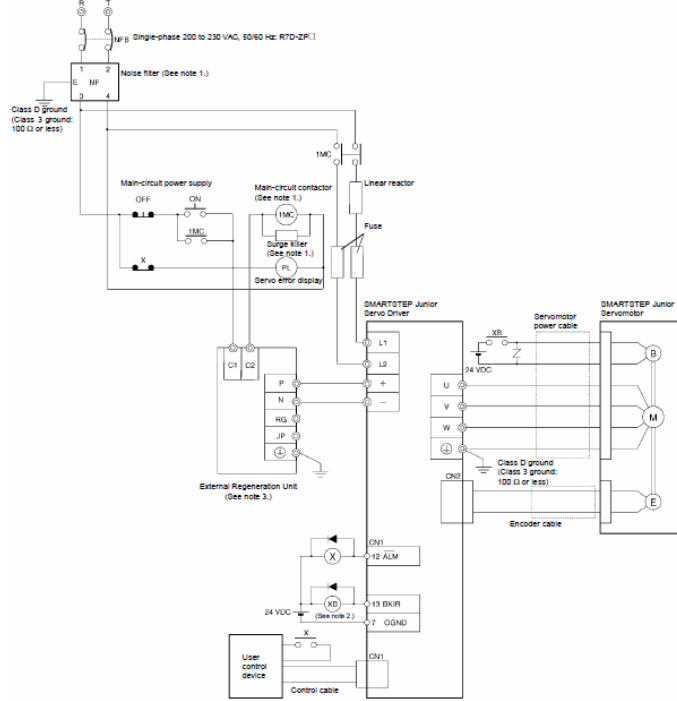 R T
NFB Single-phase 200 to 230 VAC, 50/60 Hz: R7D-ZP□
1 2
E NF
3 4
Noise filter (See note 1.)
Class D ground
(Class 3 ground:
100 Ω or less)
1MC
Main-circuit power supply
OFF
ON
1MC
X
Main-circuit contactor
(See note 1.)
1MC
Surge killer
(See note 1.)
PL
Servo error display
Linear reactor
Fuse
SMARTSTEP Junior
Servo Driver
L1
L2
+
−
U
V
W
CN2
SMARTSTEP Junior
Servomotor
Servomotor
power cable
XB
24 VDC
B
M
E
Class D ground
(Class 3 ground:
100 Ω or less)
Encoder cable
C1 C2
P
N
RG
JP
External Regeneration Unit
(See note 3.)
CN1
X
12 ALM
XB
(See note 2.)
13 BKIR
24 VDC
7 OGND
X
User
control
device
CN1
Control cable